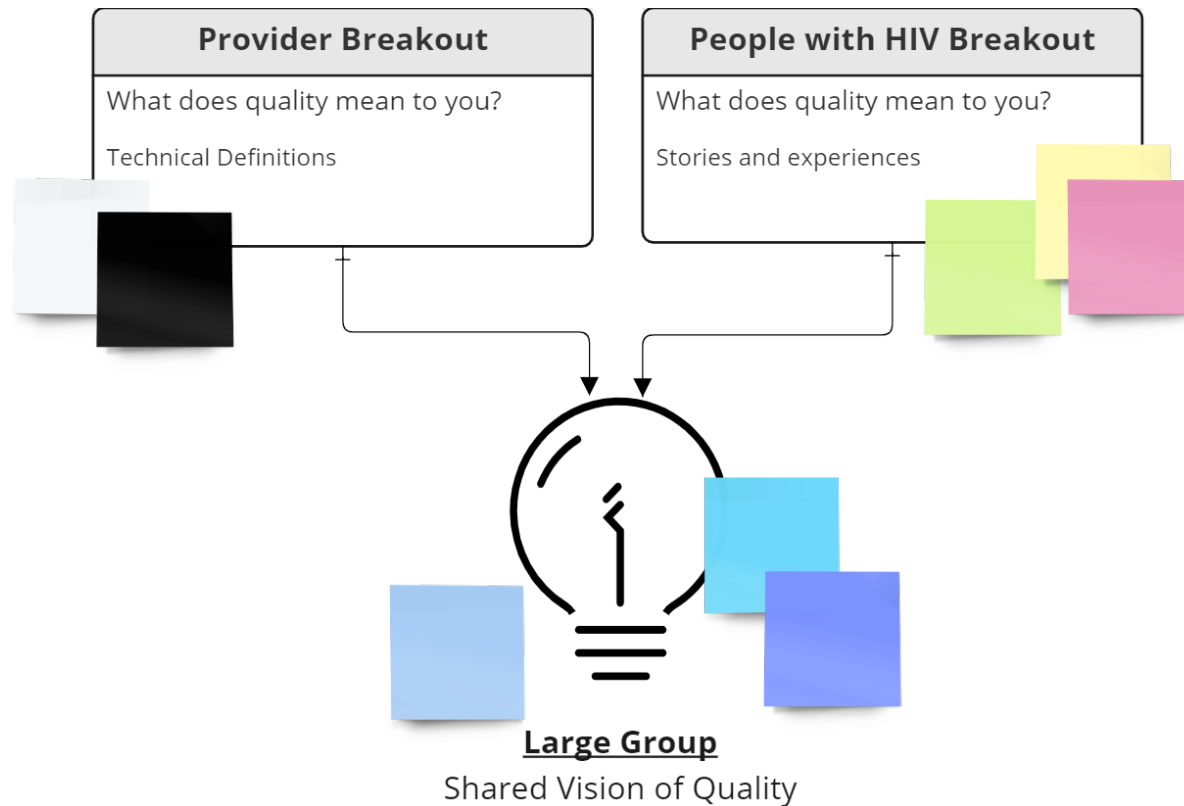 Provider Breakout
What does quality mean to you?
Technical Definitions
People with HIV Breakout
What does quality mean to you?
Stories and experiences
Large Group
Shared Vision of Quality